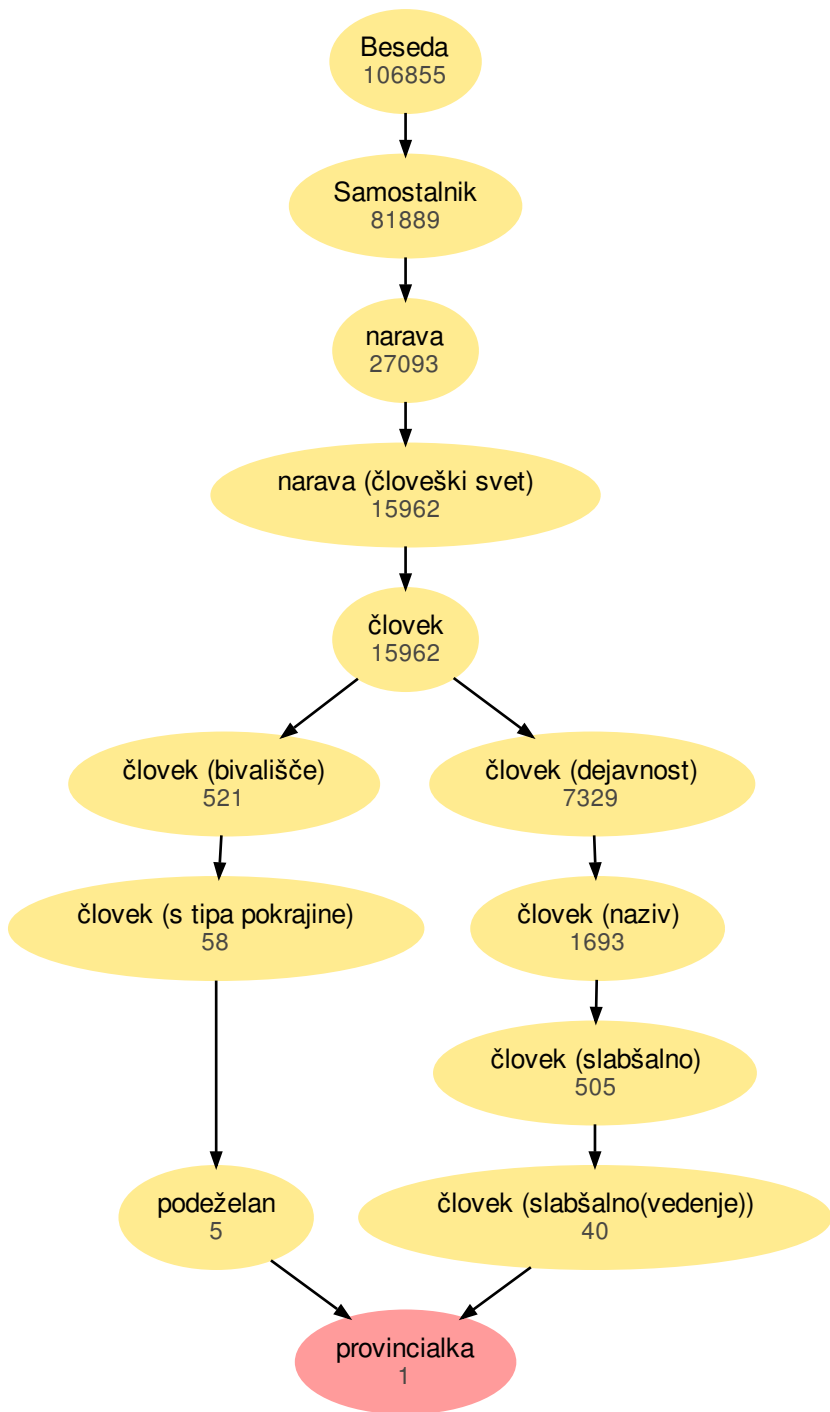 Beseda
106855
Samostalnik
81889
narava
27093
narava (človeški svet)
15962
človek
15962
človek (bivališče)
521
človek (dejavnost)
7329
človek (s tipa pokrajine)
58
človek (naziv)
1693
človek (slabšalno)
505
podeželan
5
človek (slabšalno(vedenje))
40
provincialka
1